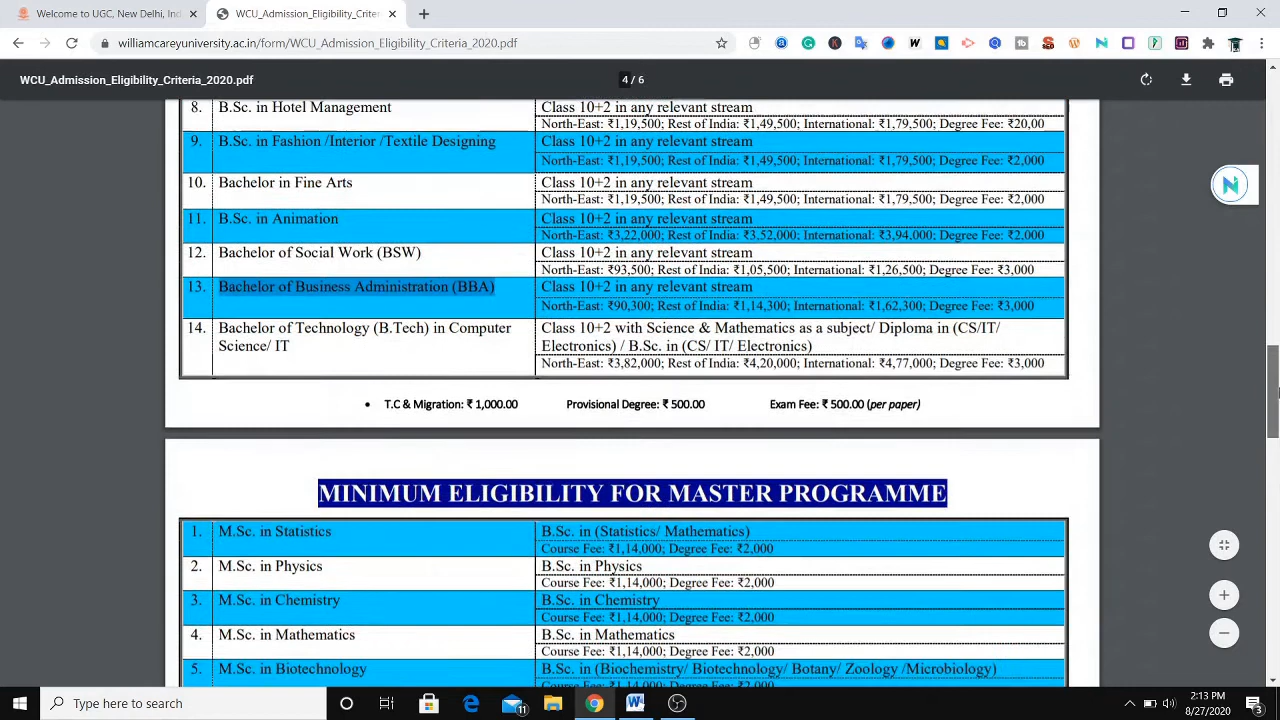 Welcome to UGC, New Delhi, Ind
WCU_Admission_Eligibility_Criteri
williamcareyuniversity.ac.in/form/WCU_Admission_Eligibility_Criteria_2020.pdf
WCU_Admission_Eligibility_Criteria_2020.pdf
4 / 6
8. B.Sc. in Hotel Management Class 10+2 in any relevant stream
North-East: ₹1,19,500; Rest of India: ₹1,49,500; International: ₹1,79,500; Degree Fee: ₹20,00
9. B.Sc. in Fashion /Interior /Textile Designing Class 10+2 in any relevant stream
North-East: ₹1,19,500; Rest of India: ₹1,49,500; International: ₹1,79,500; Degree Fee: ₹2,000
10. Bachelor in Fine Arts Class 10+2 in any relevant stream
North-East: ₹1,19,500; Rest of India: ₹1,49,500; International: ₹1,79,500; Degree Fee: ₹2,000
11. B.Sc. in Animation Class 10+2 in any relevant stream
North-East: ₹3,22,000; Rest of India: ₹3,52,000; International: ₹3,94,000; Degree Fee: ₹2,000
12. Bachelor of Social Work (BSW) Class 10+2 in any relevant stream
North-East: ₹93,500; Rest of India: ₹1,05,500; International: ₹1,26,500; Degree Fee: ₹3,000
13. Bachelor of Business Administration (BBA) Class 10+2 in any relevant stream
North-East: ₹90,300; Rest of India: ₹1,14,300; International: ₹1,62,300; Degree Fee: ₹3,000
14. Bachelor of Technology (B.Tech) in Computer Class 10+2 with Science & Mathematics as a subject/ Diploma in (CS/IT/
Science/ IT Electronics) / B.Sc. in (CS/ IT/ Electronics)
North-East: ₹3,82,000; Rest of India: ₹4,20,000; International: ₹4,77,000; Degree Fee: ₹3,000
• T.C & Migration: ₹ 1,000.00 Provisional Degree: ₹ 500.00 Exam Fee: ₹ 500.00 (per paper)
MINIMUM ELIGIBILITY FOR MASTER PROGRAMME
1. M.Sc. in Statistics B.Sc. in (Statistics/ Mathematics)
Course Fee: ₹1,14,000; Degree Fee: ₹2,000
2. M.Sc. in Physics B.Sc. in Physics
Course Fee: ₹1,14,000; Degree Fee: ₹2,000
3. M.Sc. in Chemistry B.Sc. in Chemistry
Course Fee: ₹1,14,000; Degree Fee: ₹2,000
4. M.Sc. in Mathematics B.Sc. in Mathematics
Course Fee: ₹1,14,000; Degree Fee: ₹2,000
5. M.Sc. in Biotechnology B.Sc. in (Biochemistry/ Biotechnology/ Botany/ Zoology /Microbiology)
Course Fee: ₹1,14,000; Degree Fee: ₹2,000
Type here to search
11
2:13 PM
8/27/2020
3